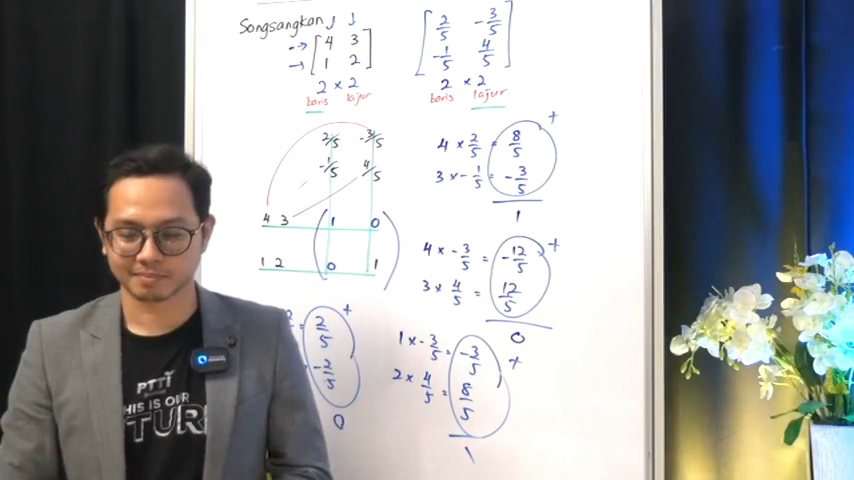 Songsangkan
[4 3]
[1 2]
2 × 2
baris lajur
[2/5 -3/5]
[-1/5 4/5]
2 × 2
baris lajur
2/5 -3/5
-1/5 4/5
4 3 (1 0)
1 2 (0 1)
4 × 2/5 = 8/5 +
3 × -1/5 = -3/5
1
4 × -3/5 = -12/5 +
3 × 4/5 = 12/5
0
= 2/5 +
-2/5
0
1 × -3/5 = -3/5 +
2 × 4/5 = 8/5
1
PTTI
HIS IS OUR
TUR